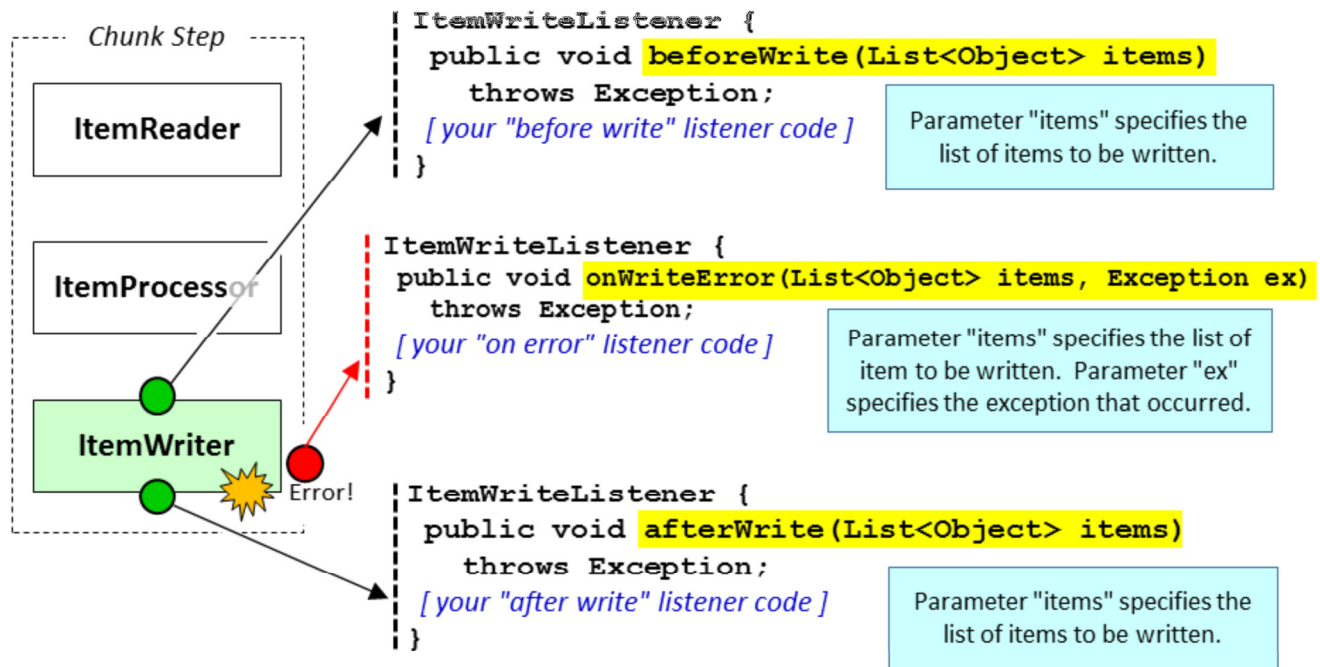 Chunk Step
ItemReader
ItemProcessor
ItemWriter
Error!
ItemWriteListener {
public void beforeWrite(List<Object> items)
throws Exception;
[ your "before write" listener code ]
}
Parameter "items" specifies the
list of items to be written.
ItemWriteListener {
public void onWriteError(List<Object> items, Exception ex)
throws Exception;
[ your "on error" listener code ]
}
Parameter "items" specifies the list of
item to be written. Parameter "ex"
specifies the exception that occurred.
ItemWriteListener {
public void afterWrite(List<Object> items)
throws Exception;
[ your "after write" listener code ]
}
Parameter "items" specifies the
list of items to be written.